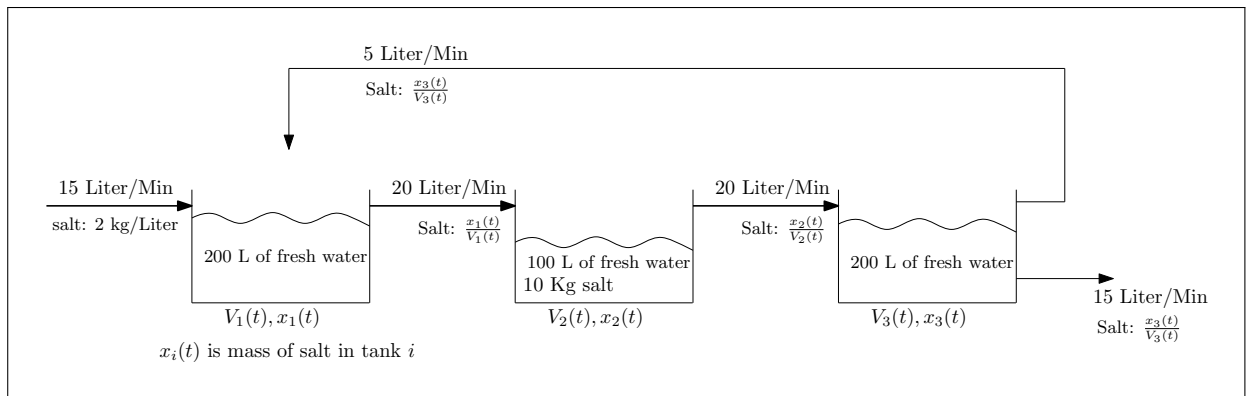 5 Liter/Min
Salt: x₃(t)/V₃(t)
15 Liter/Min
salt: 2 kg/Liter
20 Liter/Min
Salt: x₁(t)/V₁(t)
20 Liter/Min
Salt: x₂(t)/V₂(t)
200 L of fresh water
100 L of fresh water
10 Kg salt
200 L of fresh water
15 Liter/Min
Salt: x₃(t)/V₃(t)
V₁(t), x₁(t)
V₂(t), x₂(t)
V₃(t), x₃(t)
xᵢ(t) is mass of salt in tank i